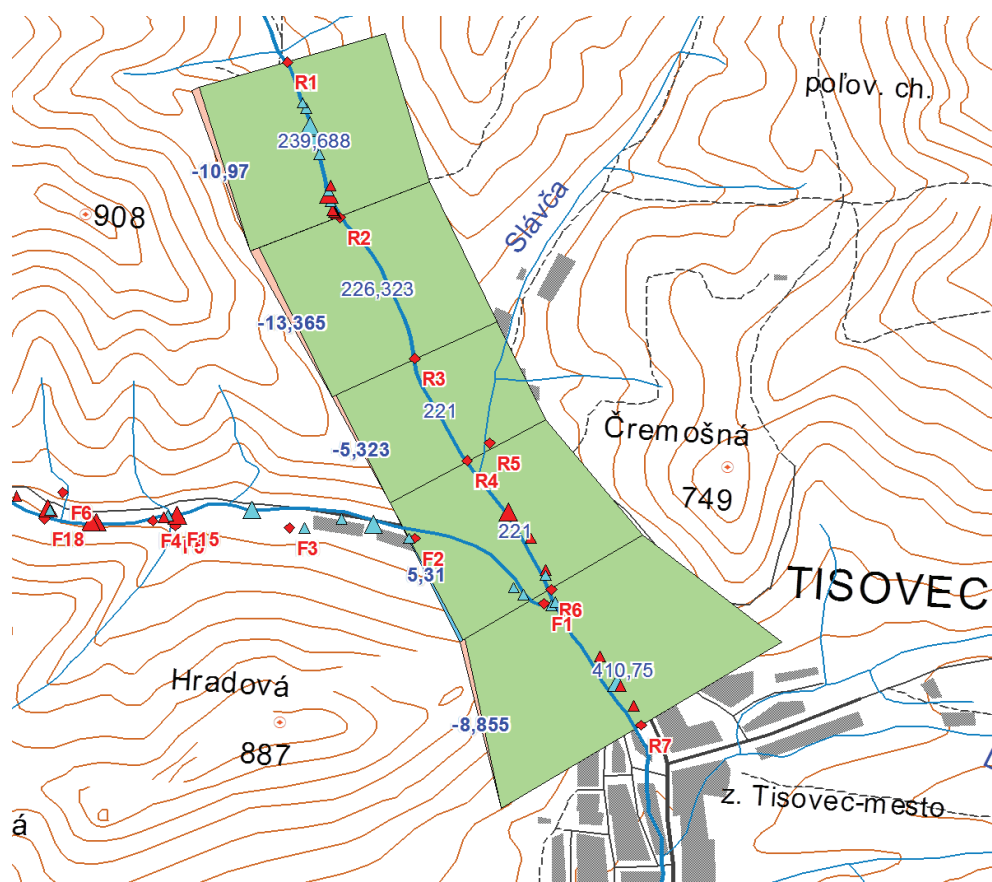 R1
poľov. ch.
239,688
-10,97
908
R2
Slávča
226,323
-13,365
R3
221
Čremošná
-5,323
R5
R4
749
F6
F18
F4
F15
F3
221
F2
5,31
TISOVEC
R6
F1
Hradová
410,75
-8,855
887
R7
z. Tisovec-mesto
á